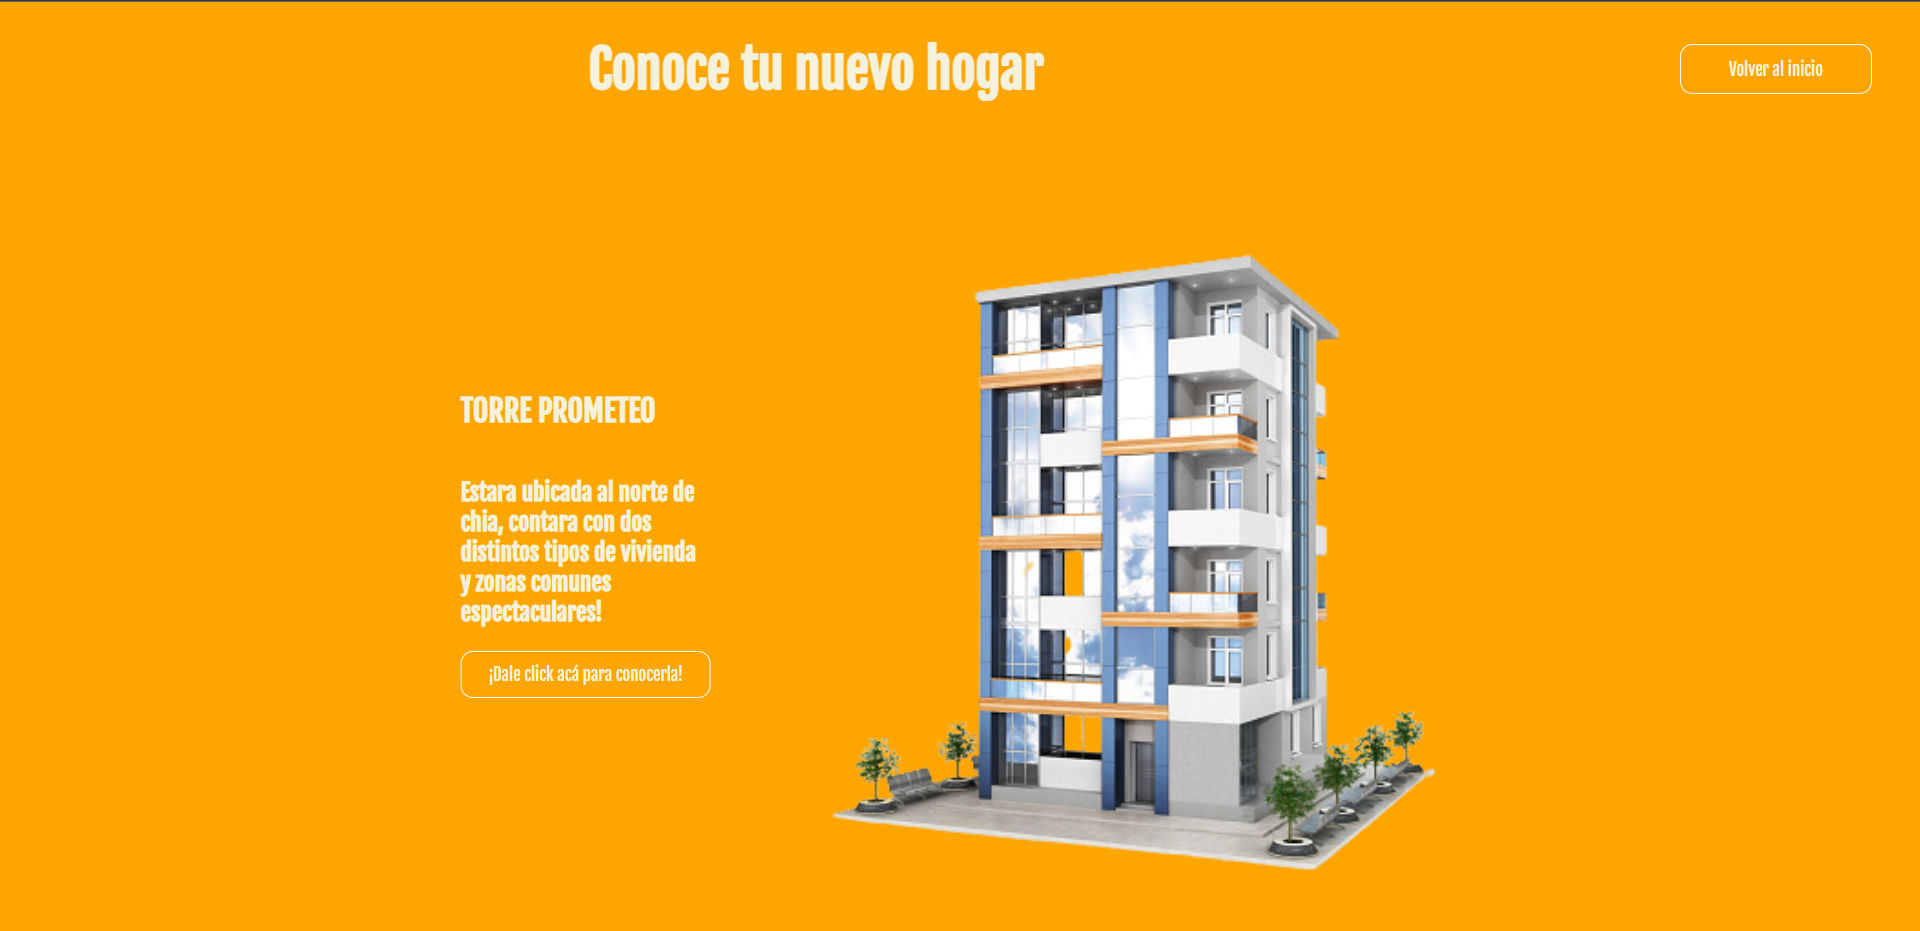 Conoce tu nuevo hogar
Volver al inicio
TORRE PROMETEO
Estara ubicada al norte de
chia, contara con dos
distintos tipos de vivienda
y zonas comunes
espectaculares!
¡Dale click acá para conocerla!